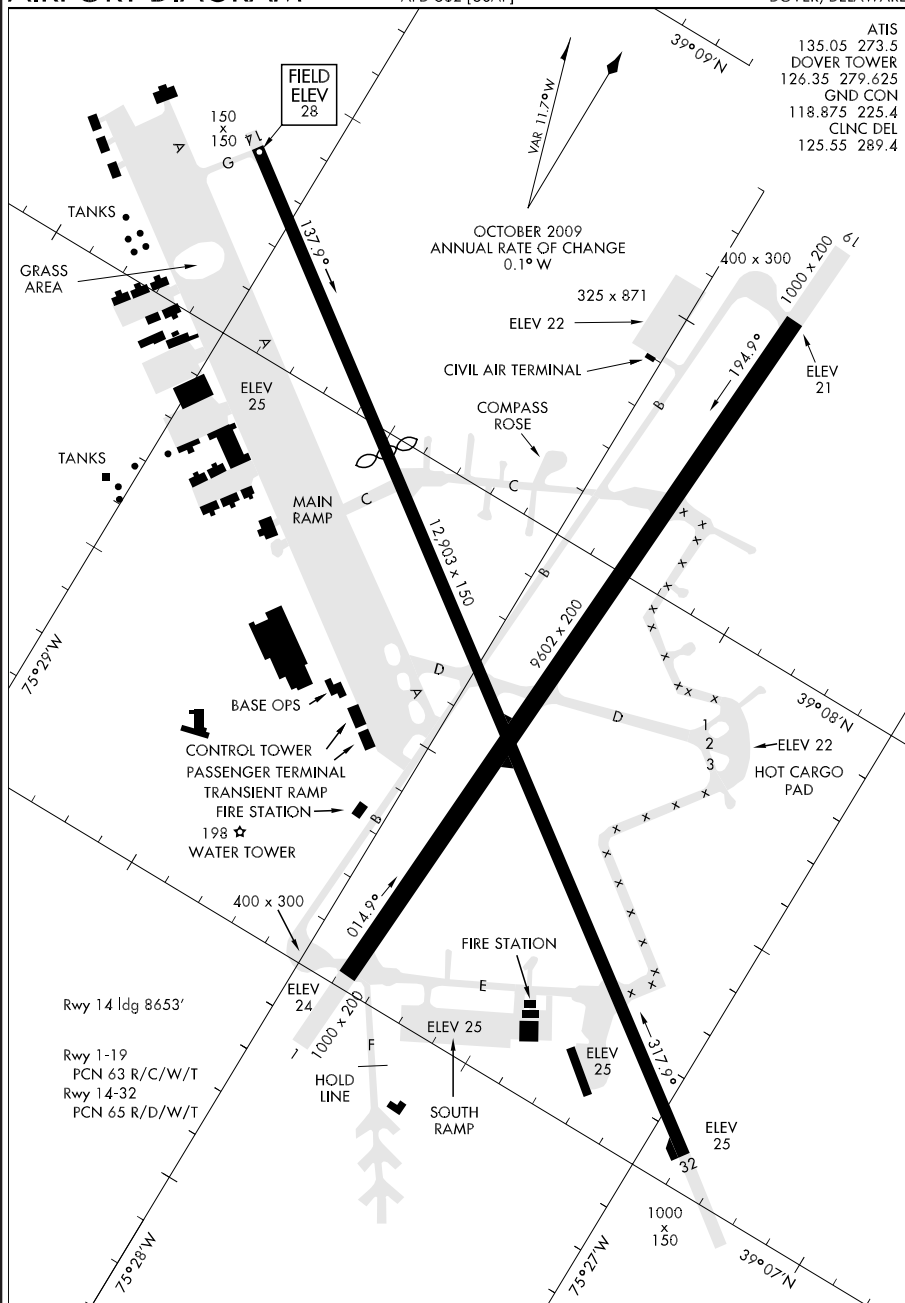 AIRPORT DIAGRAM
DOVER, DELAWARE
ATIS
135.05 273.5
DOVER TOWER
126.35 279.625
GND CON
118.875 225.4
CLNC DEL
125.55 289.4
39°09'N
VAR 11.7°W
FIELD
ELEV
28
150
x
150
14
A
G
TANKS
137.9°
OCTOBER 2009
ANNUAL RATE OF CHANGE
0.1° W
GRASS
AREA
19
400 x 300
1000 x 200
325 x 871
ELEV 22
A
CIVIL AIR TERMINAL
194.9°
ELEV
21
ELEV
25
B
COMPASS
ROSE
TANKS
C
C
MAIN
RAMP
12,903 x 150
B
9602 x 200
75°29'W
D
A
39°08'N
D
BASE OPS
1
2
3
ELEV 22
HOT CARGO
PAD
CONTROL TOWER
PASSENGER TERMINAL
TRANSIENT RAMP
FIRE STATION
B
198
WATER TOWER
400 x 300
014.9°
FIRE STATION
E
ELEV
24
1000 x 200
1
Rwy 14 ldg 8653'
ELEV 25
F
HOLD
LINE
ELEV
25
317.9°
Rwy 1-19
PCN 63 R/C/W/T
Rwy 14-32
PCN 65 R/D/W/T
SOUTH
RAMP
ELEV
25
32
1000
x
150
75°28'W
75°27'W
39°07'N